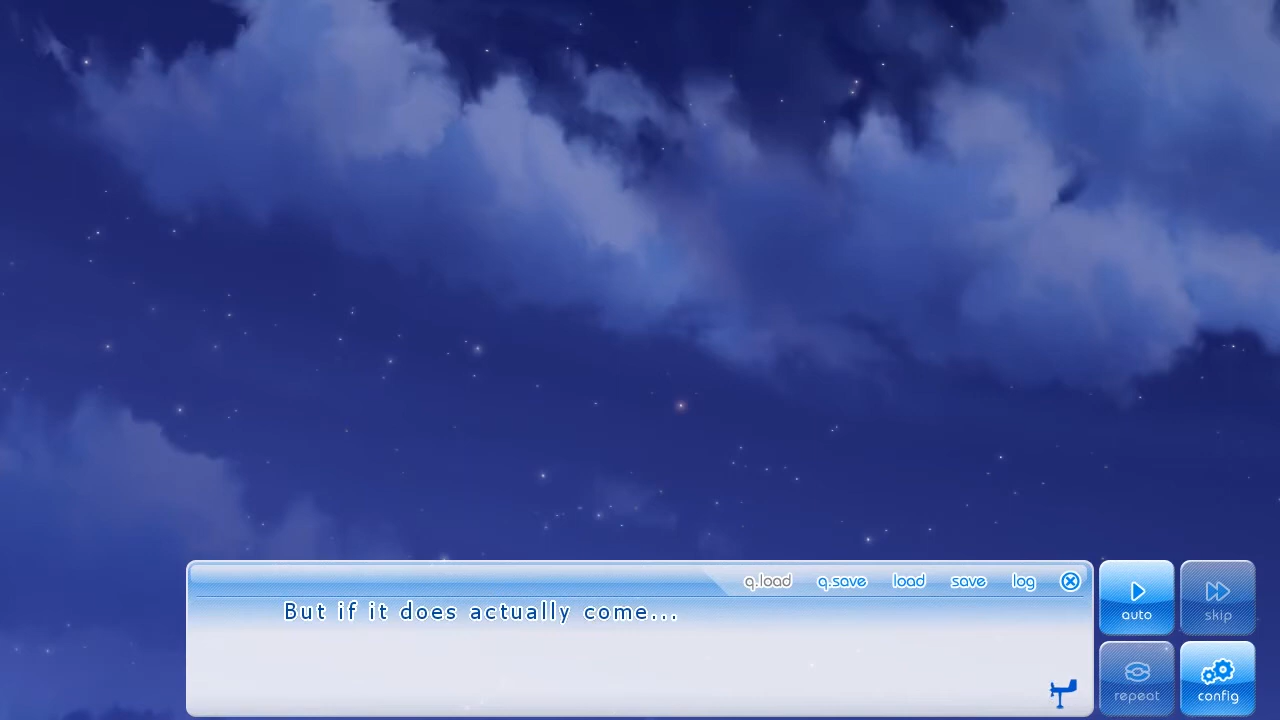 q.load q.save load save log
But if it does actually come...
auto
skip
repeat
config